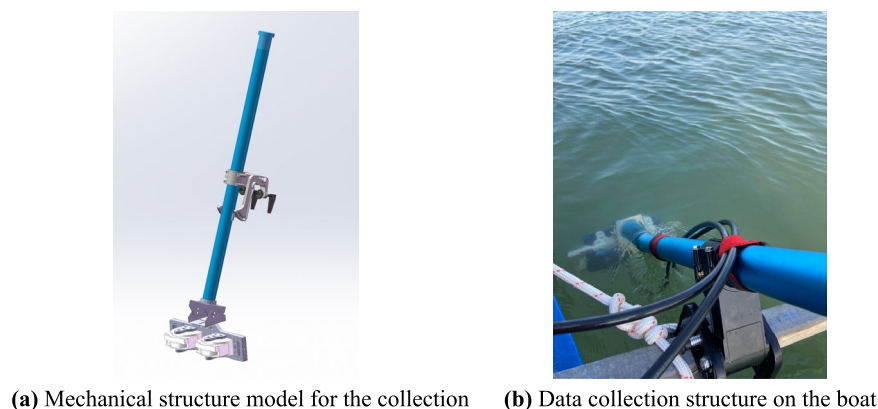 (a) Mechanical structure model for the collection
(b) Data collection structure on the boat